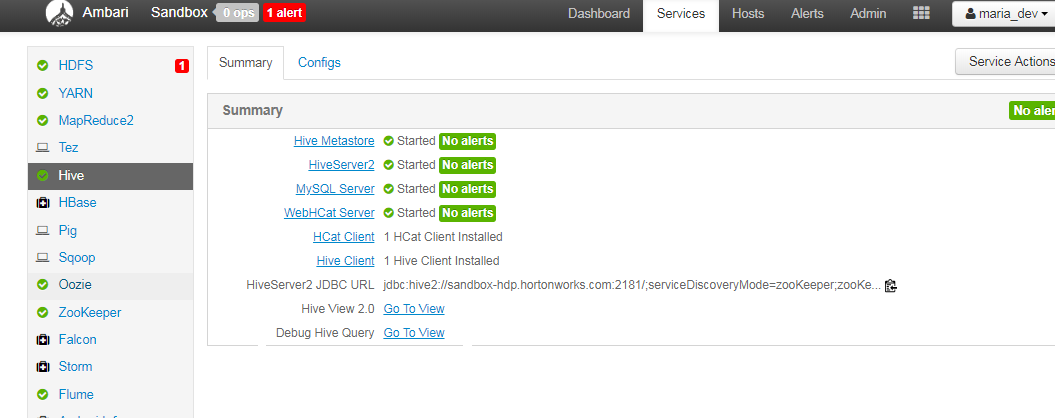 Ambari Sandbox 0 ops 1 alert Dashboard Services Hosts Alerts Admin maria_dev
HDFS 1
YARN
MapReduce2
Tez
Hive
HBase
Pig
Sqoop
Oozie
ZooKeeper
Falcon
Storm
Flume
Summary Configs Service Actions
Summary No aler
Hive Metastore Started No alerts
HiveServer2 Started No alerts
MySQL Server Started No alerts
WebHCat Server Started No alerts
HCat Client 1 HCat Client Installed
Hive Client 1 Hive Client Installed
HiveServer2 JDBC URL jdbc:hive2://sandbox-hdp.hortonworks.com:2181/;serviceDiscoveryMode=zooKeeper;zooKe...
Hive View 2.0 Go To View
Debug Hive Query Go To View